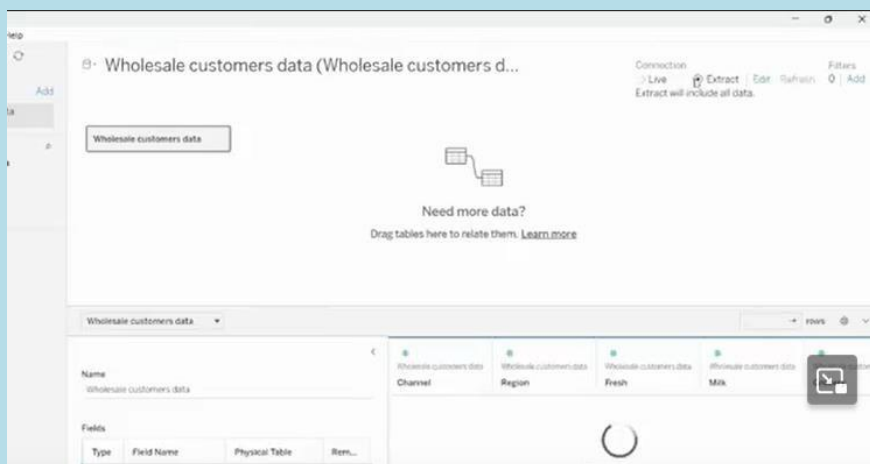 Help
Wholesale customers data (Wholesale customers d...
Connection
Live Extract Edit Refresh
Extract will include all data.
Filters
0 Add
Add
Wholesale customers data
Need more data?
Drag tables here to relate them. Learn more
Wholesale customers data
rows
Name
Wholesale customers data
Fields
Type Field Name Physical Table Rem...
Wholesale customers data Wholesale customers data Wholesale customers data Wholesale customers data
Channel Region Fresh Milk